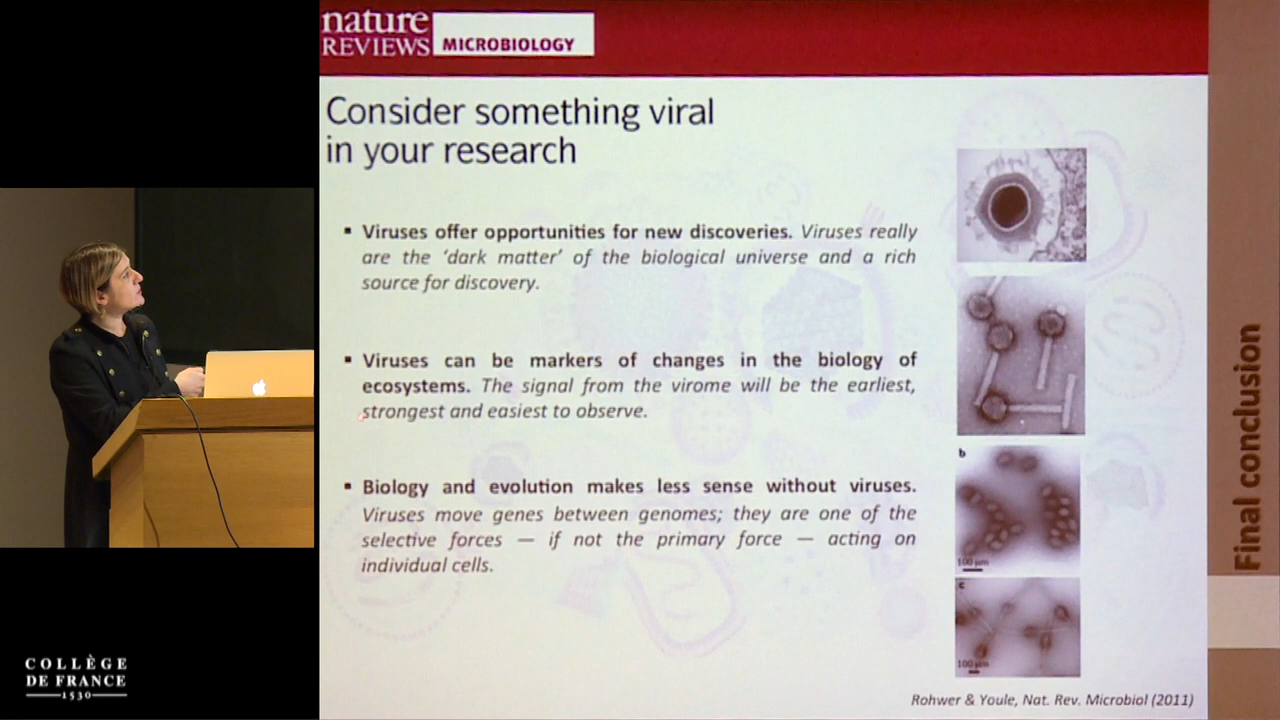 nature
REVIEWS MICROBIOLOGY
Consider something viral
in your research
▪ Viruses offer opportunities for new discoveries. Viruses really
are the ‘dark matter’ of the biological universe and a rich
source for discovery.
▪ Viruses can be markers of changes in the biology of
ecosystems. The signal from the virome will be the earliest,
strongest and easiest to observe.
▪ Biology and evolution makes less sense without viruses.
Viruses move genes between genomes; they are one of the
selective forces — if not the primary force — acting on
individual cells.
b
100 µm
c
100 µm
Rohwer & Youle, Nat. Rev. Microbiol (2011)
Final conclusion
COLLÈGE
DE FRANCE
1530